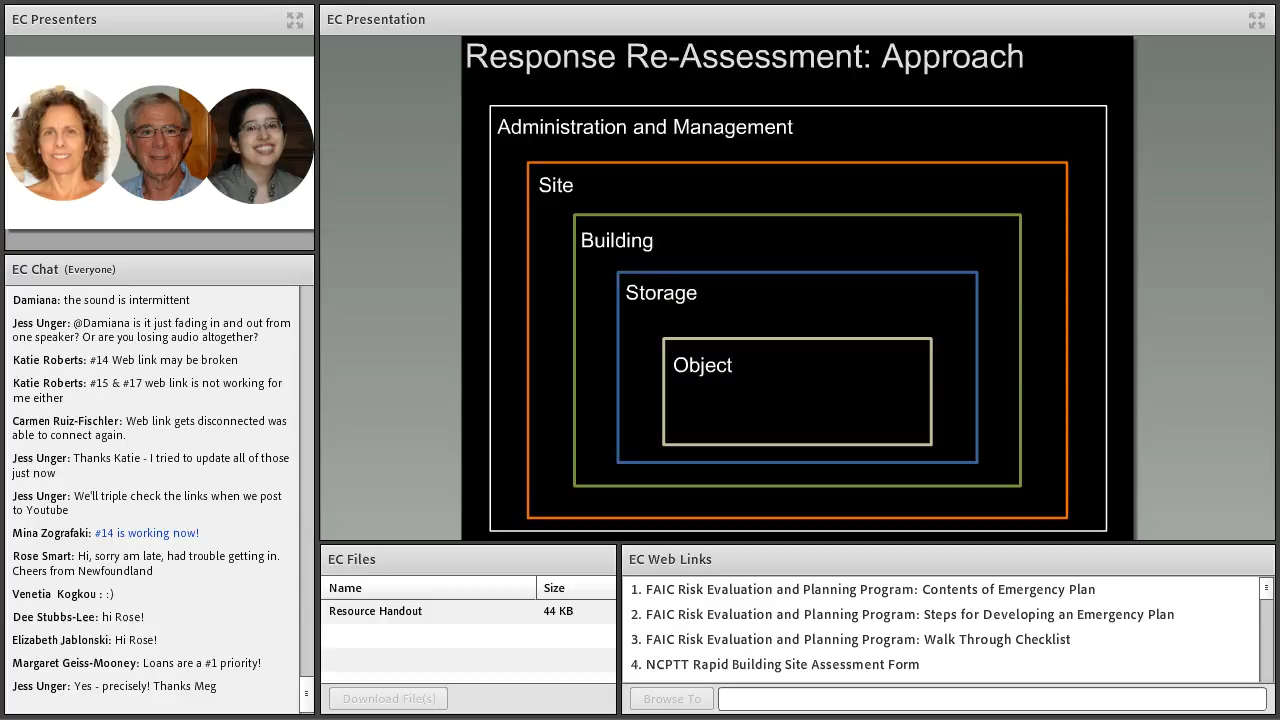 EC Presenters
EC Chat (Everyone)
Damiana: the sound is intermittent
Jess Unger: @Damiana is it just fading in and out from
one speaker? Or are you losing audio altogether?
Katie Roberts: #14 Web link may be broken
Katie Roberts: #15 & #17 web link is not working for
me either
Carmen Ruiz-Fischler: Web link gets disconnected was
able to connect again.
Jess Unger: Thanks Katie - I tried to update all of those
just now
Jess Unger: We'll triple check the links when we post
to Youtube
Mina Zografaki: #14 is working now!
Rose Smart: Hi, sorry am late, had trouble getting in.
Cheers from Newfoundland
Venetia Kogkou : :)
Dee Stubbs-Lee: hi Rose!
Elizabeth Jablonski: Hi Rose!
Margaret Geiss-Mooney: Loans are a #1 priority!
Jess Unger: Yes - precisely! Thanks Meg
EC Presentation
Response Re-Assessment: Approach
Administration and Management
Site
Building
Storage
Object
EC Files
Name Size
Resource Handout 44 KB
Download File(s)
EC Web Links
1. FAIC Risk Evaluation and Planning Program: Contents of Emergency Plan
2. FAIC Risk Evaluation and Planning Program: Steps for Developing an Emergency Plan
3. FAIC Risk Evaluation and Planning Program: Walk Through Checklist
4. NCPTT Rapid Building Site Assessment Form
Browse To